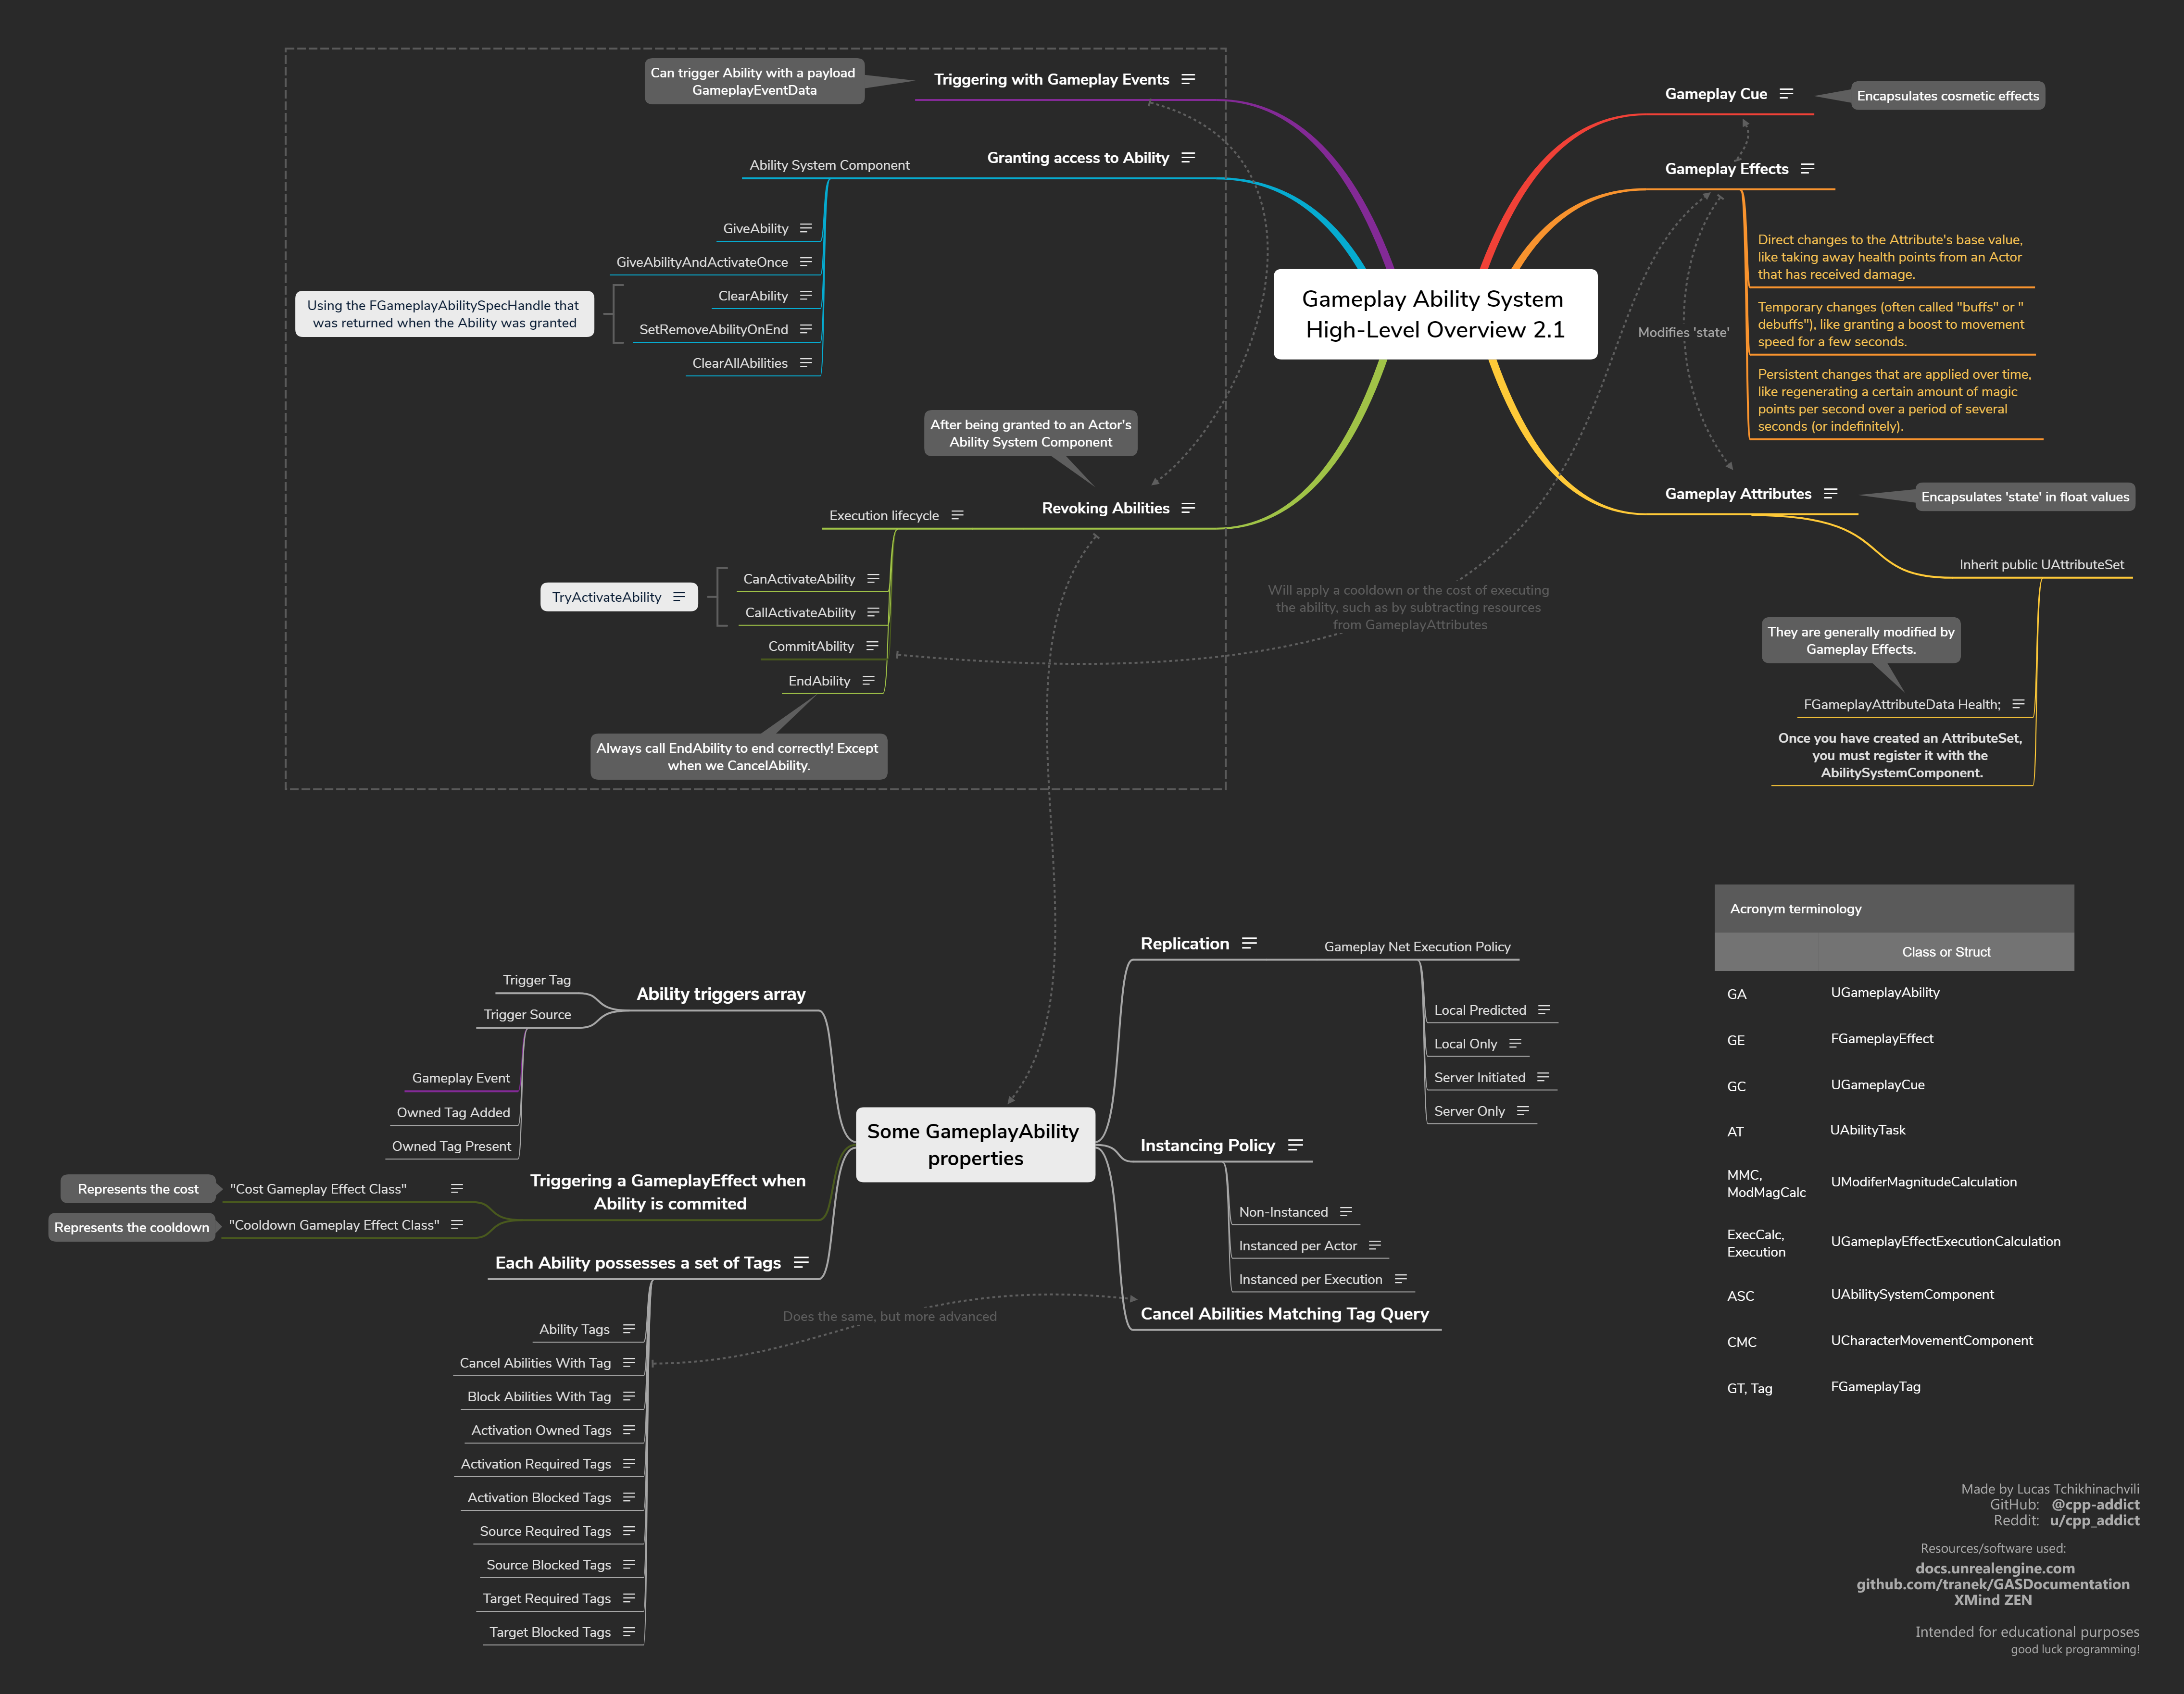 Gameplay Ability System
High-Level Overview 2.1
Can trigger Ability with a payload
GameplayEventData
Triggering with Gameplay Events
Granting access to Ability
Ability System Component
GiveAbility
GiveAbilityAndActivateOnce
ClearAbility
SetRemoveAbilityOnEnd
ClearAllAbilities
Using the FGameplayAbilitySpecHandle that
was returned when the Ability was granted
After being granted to an Actor's
Ability System Component
Revoking Abilities
Execution lifecycle
CanActivateAbility
CallActivateAbility
TryActivateAbility
CommitAbility
EndAbility
Always call EndAbility to end correctly! Except
when we CancelAbility.
Gameplay Cue
Encapsulates cosmetic effects
Gameplay Effects
Direct changes to the Attribute's base value,
like taking away health points from an Actor
that has received damage.
Temporary changes (often called "buffs" or "
debuffs"), like granting a boost to movement
speed for a few seconds.
Persistent changes that are applied over time,
like regenerating a certain amount of magic
points per second over a period of several
seconds (or indefinitely).
Modifies 'state'
Gameplay Attributes
Encapsulates 'state' in float values
Inherit public UAttributeSet
They are generally modified by
Gameplay Effects.
FGameplayAttributeData Health;
Once you have created an AttributeSet,
you must register it with the
AbilitySystemComponent.
Will apply a cooldown or the cost of executing
the ability, such as by subtracting resources
from GameplayAttributes
Some GameplayAbility
properties
Ability triggers array
Trigger Tag
Trigger Source
Gameplay Event
Owned Tag Added
Owned Tag Present
Triggering a GameplayEffect when
Ability is commited
Represents the cost
"Cost Gameplay Effect Class"
Represents the cooldown
"Cooldown Gameplay Effect Class"
Each Ability possesses a set of Tags
Ability Tags
Cancel Abilities With Tag
Block Abilities With Tag
Activation Owned Tags
Activation Required Tags
Activation Blocked Tags
Source Required Tags
Source Blocked Tags
Target Required Tags
Target Blocked Tags
Does the same, but more advanced
Replication
Gameplay Net Execution Policy
Local Predicted
Local Only
Server Initiated
Server Only
Instancing Policy
Non-Instanced
Instanced per Actor
Instanced per Execution
Cancel Abilities Matching Tag Query
Acronym terminology
Class or Struct
GA UGameplayAbility
GE FGameplayEffect
GC UGameplayCue
AT UAbilityTask
MMC,
ModMagCalc UModiferMagnitudeCalculation
ExecCalc,
Execution UGameplayEffectExecutionCalculation
ASC UAbilitySystemComponent
CMC UCharacterMovementComponent
GT, Tag FGameplayTag
Made by Lucas Tchikhinachvili
GitHub: @cpp-addict
Reddit: u/cpp_addict
Resources/software used:
docs.unrealengine.com
github.com/tranek/GASDocumentation
XMind ZEN
Intended for educational purposes
good luck programming!